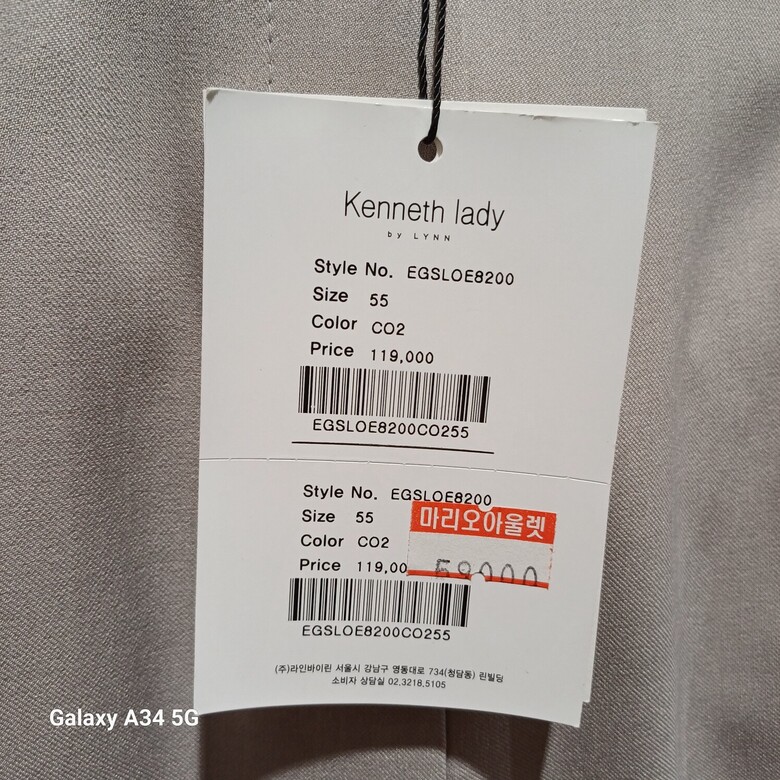 Kenneth lady
by LYNN
Style No. EGSLOE8200
Size 55
Color CO2
Price 119,000
EGSLOE8200CO255
Style No. EGSLOE8200
Size 55
Color CO2
Price 119,00
마리오아울렛
59000
EGSLOE8200CO255
(주)라인바이린 서울시 강남구 영동대로 734(청담동) 린빌딩
소비자 상담실 02.3218.5105
Galaxy A34 5G